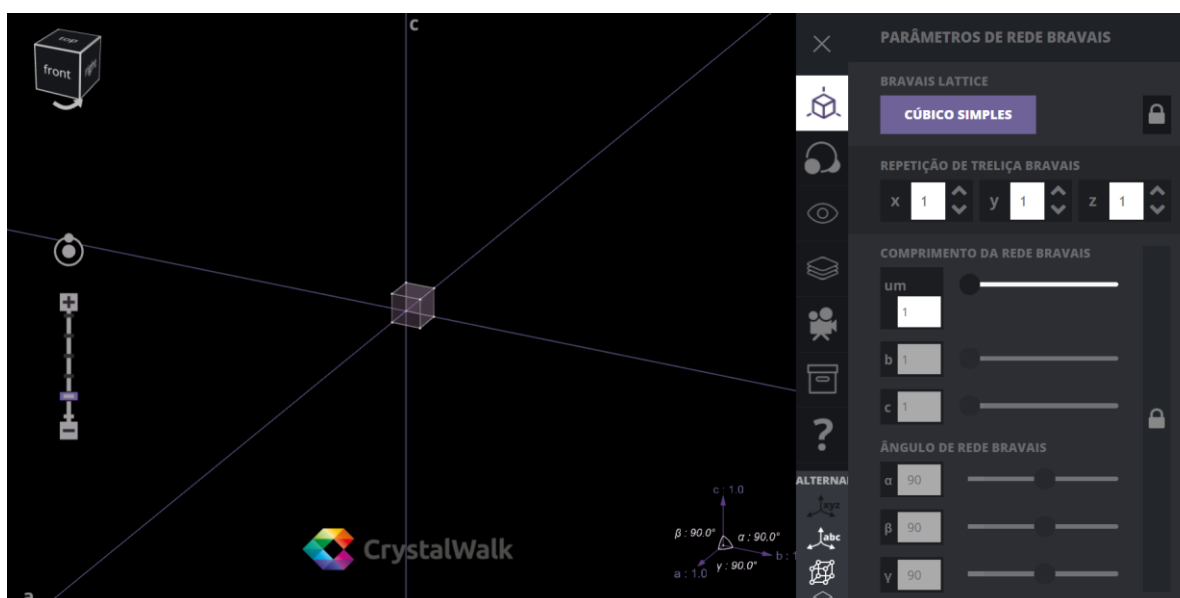 top
front
right
c
a
CrystalWalk
c : 1.0
β : 90.0°
α : 90.0°
γ : 90.0°
a : 1.0
b : 1
PARÂMETROS DE REDE BRAVAIS
BRAVAIS LATTICE
CÚBICO SIMPLES
REPETIÇÃO DE TRELIÇA BRAVAIS
x 1 y 1 z 1
COMPRIMENTO DA REDE BRAVAIS
um
1
b 1
c 1
ÂNGULO DE REDE BRAVAIS
α 90
β 90
γ 90
?
ALTERNA
xyz
abc